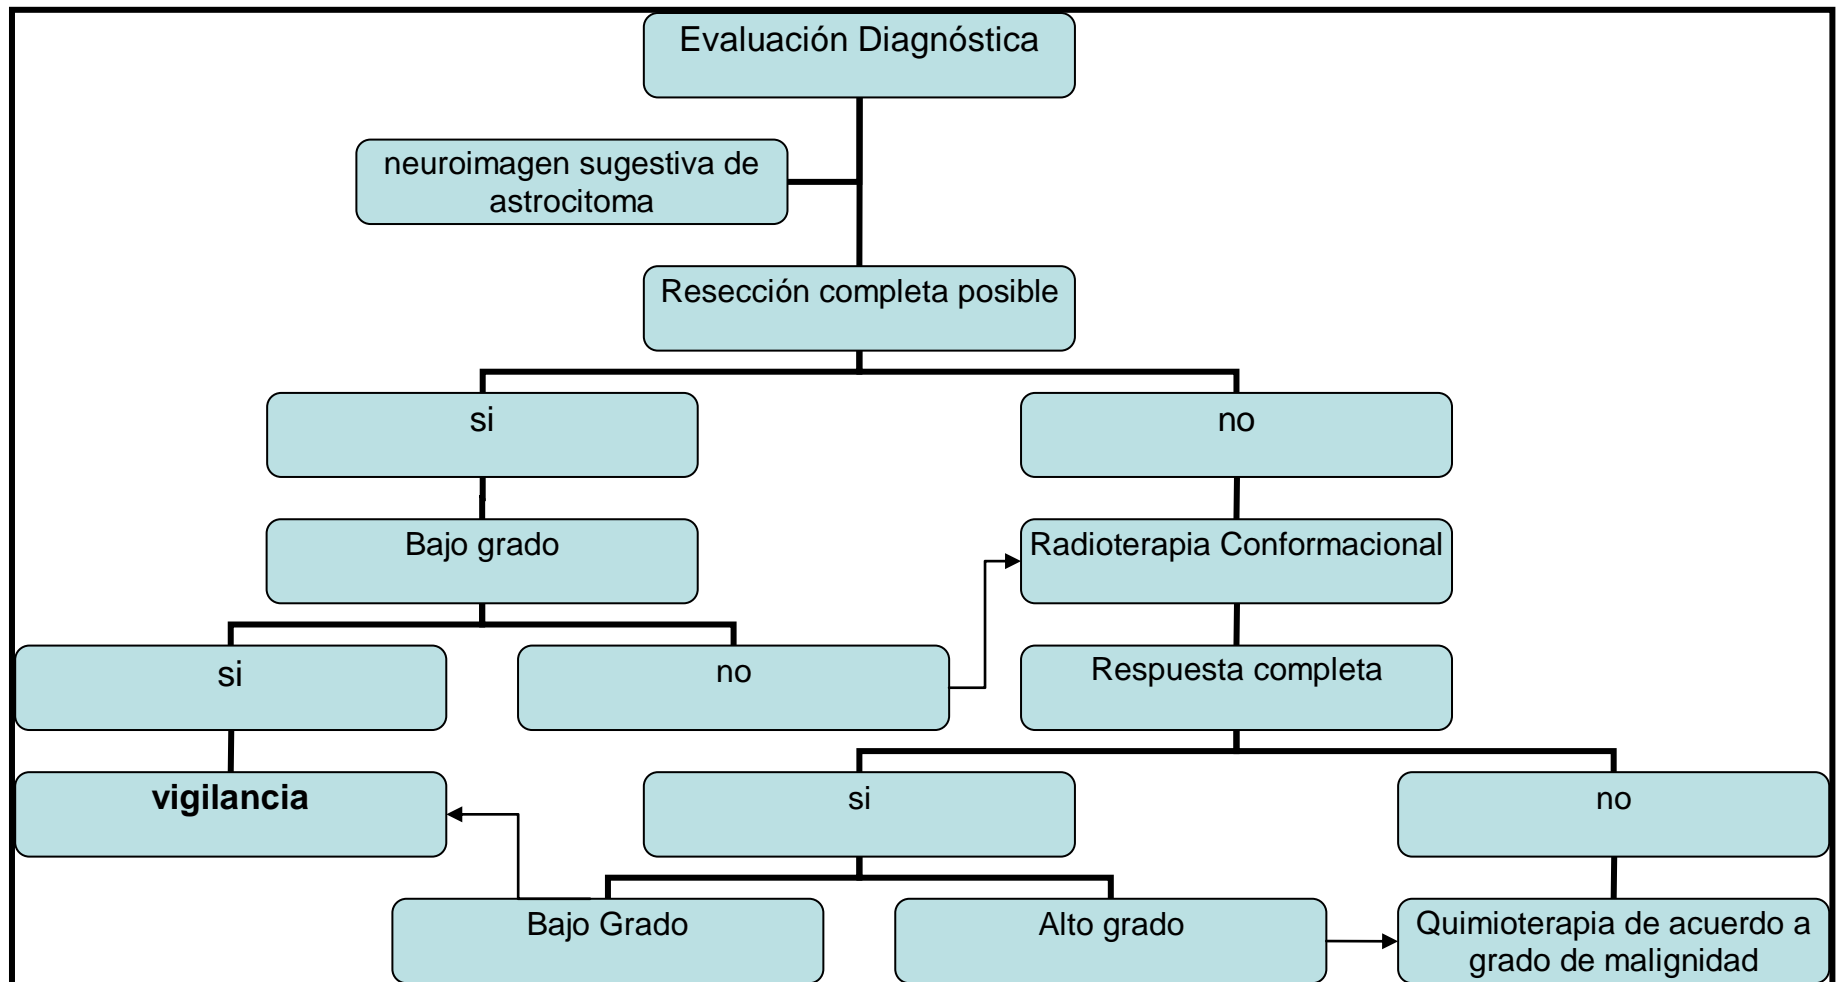 Evaluación Diagnóstica
neuroimagen sugestiva de
astrocitoma
Resección completa posible
si
no
Bajo grado
Radioterapia Conformacional
si
no
Respuesta completa
vigilancia
si
no
Bajo Grado
Alto grado
Quimioterapia de acuerdo a
grado de malignidad